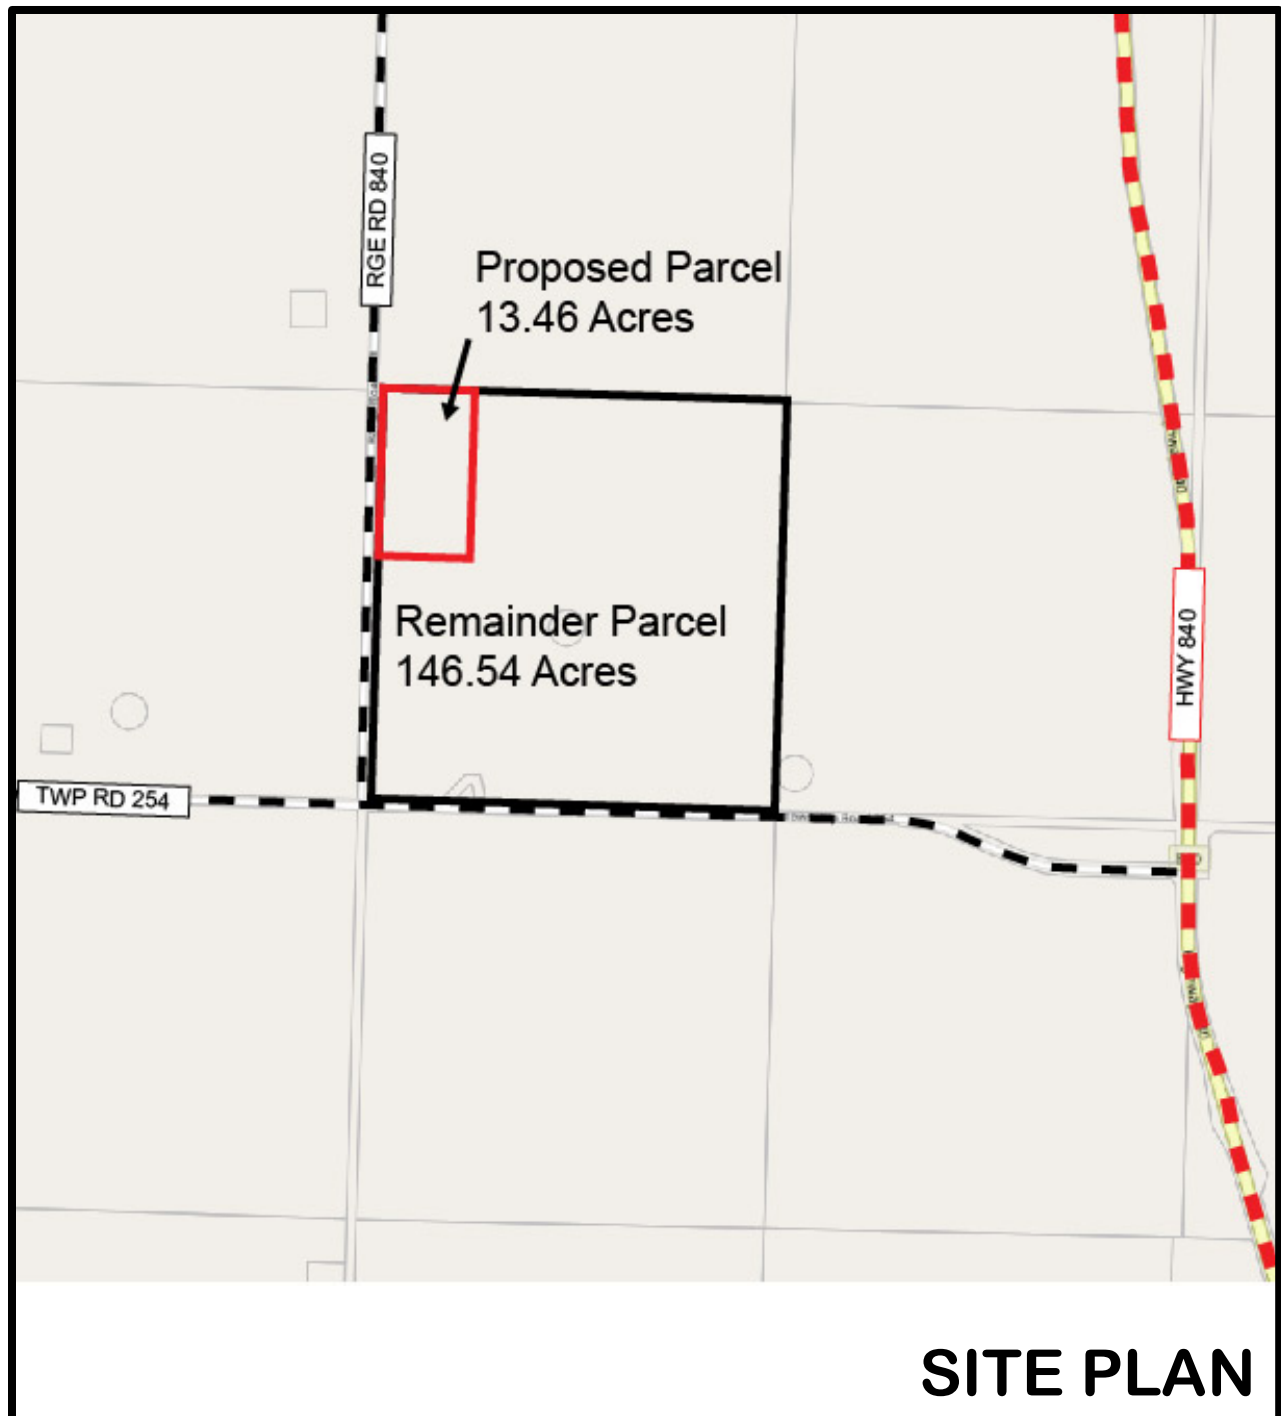 RGE RD 840
Proposed Parcel
13.46 Acres
Remainder Parcel
146.54 Acres
HWY 840
TWP RD 254
SITE PLAN